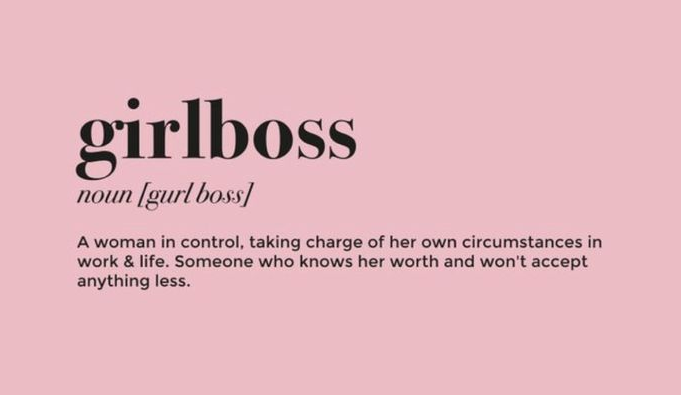 girlboss
noun [gurl boss]
A woman in control, taking charge of her own circumstances in
work & life. Someone who knows her worth and won't accept
anything less.